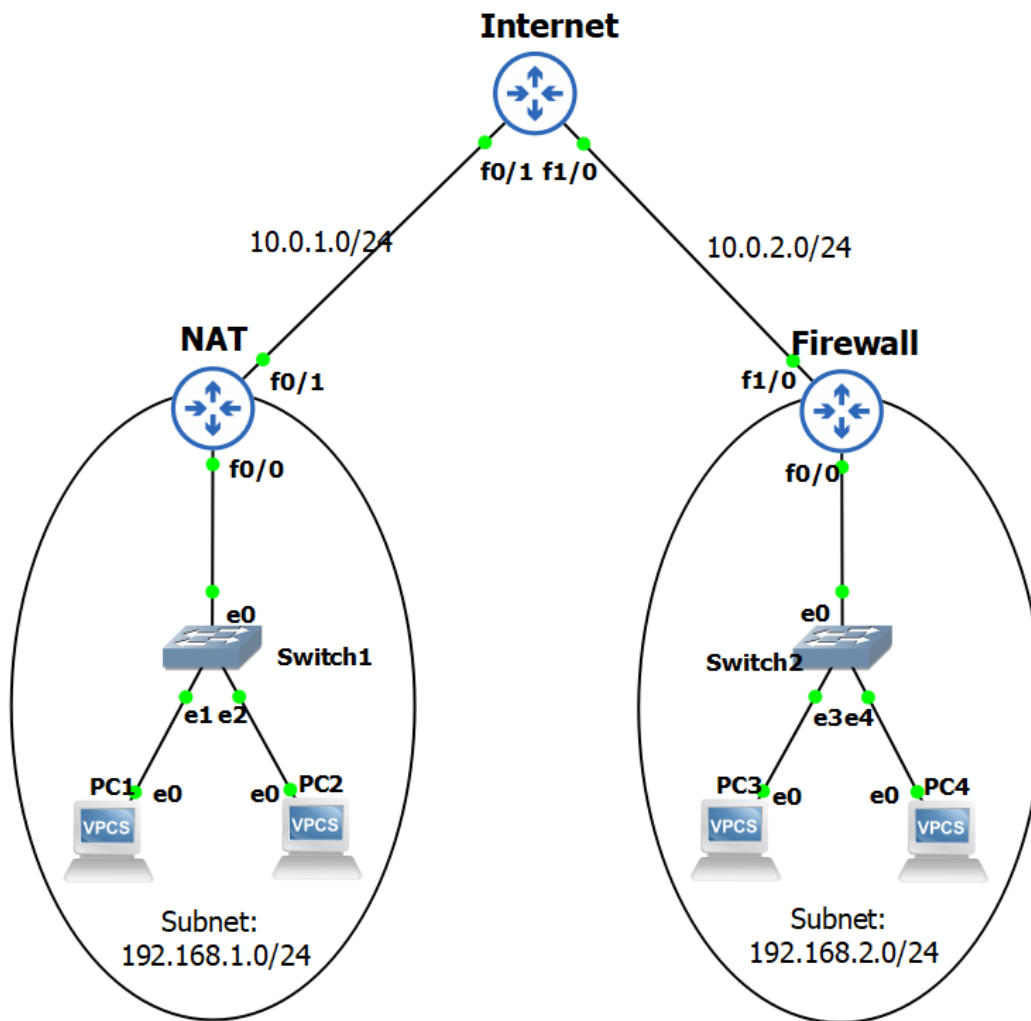 Internet
f0/1 f1/0
10.0.1.0/24
10.0.2.0/24
NAT
Firewall
f0/1
f1/0
f0/0
f0/0
e0
e0
Switch1
Switch2
e1 e2
e3 e4
PC1
e0
e0
PC2
PC3
e0
e0
PC4
VPCS
VPCS
VPCS
VPCS
Subnet:
192.168.1.0/24
Subnet:
192.168.2.0/24